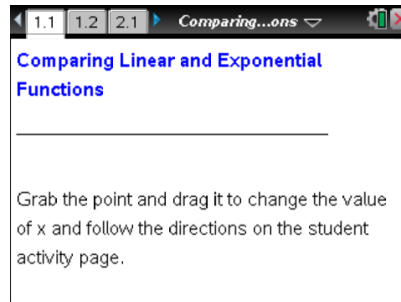 1.1 1.2 2.1 Comparing...ons
Comparing Linear and Exponential
Functions
Grab the point and drag it to change the value
of x and follow the directions on the student
activity page.